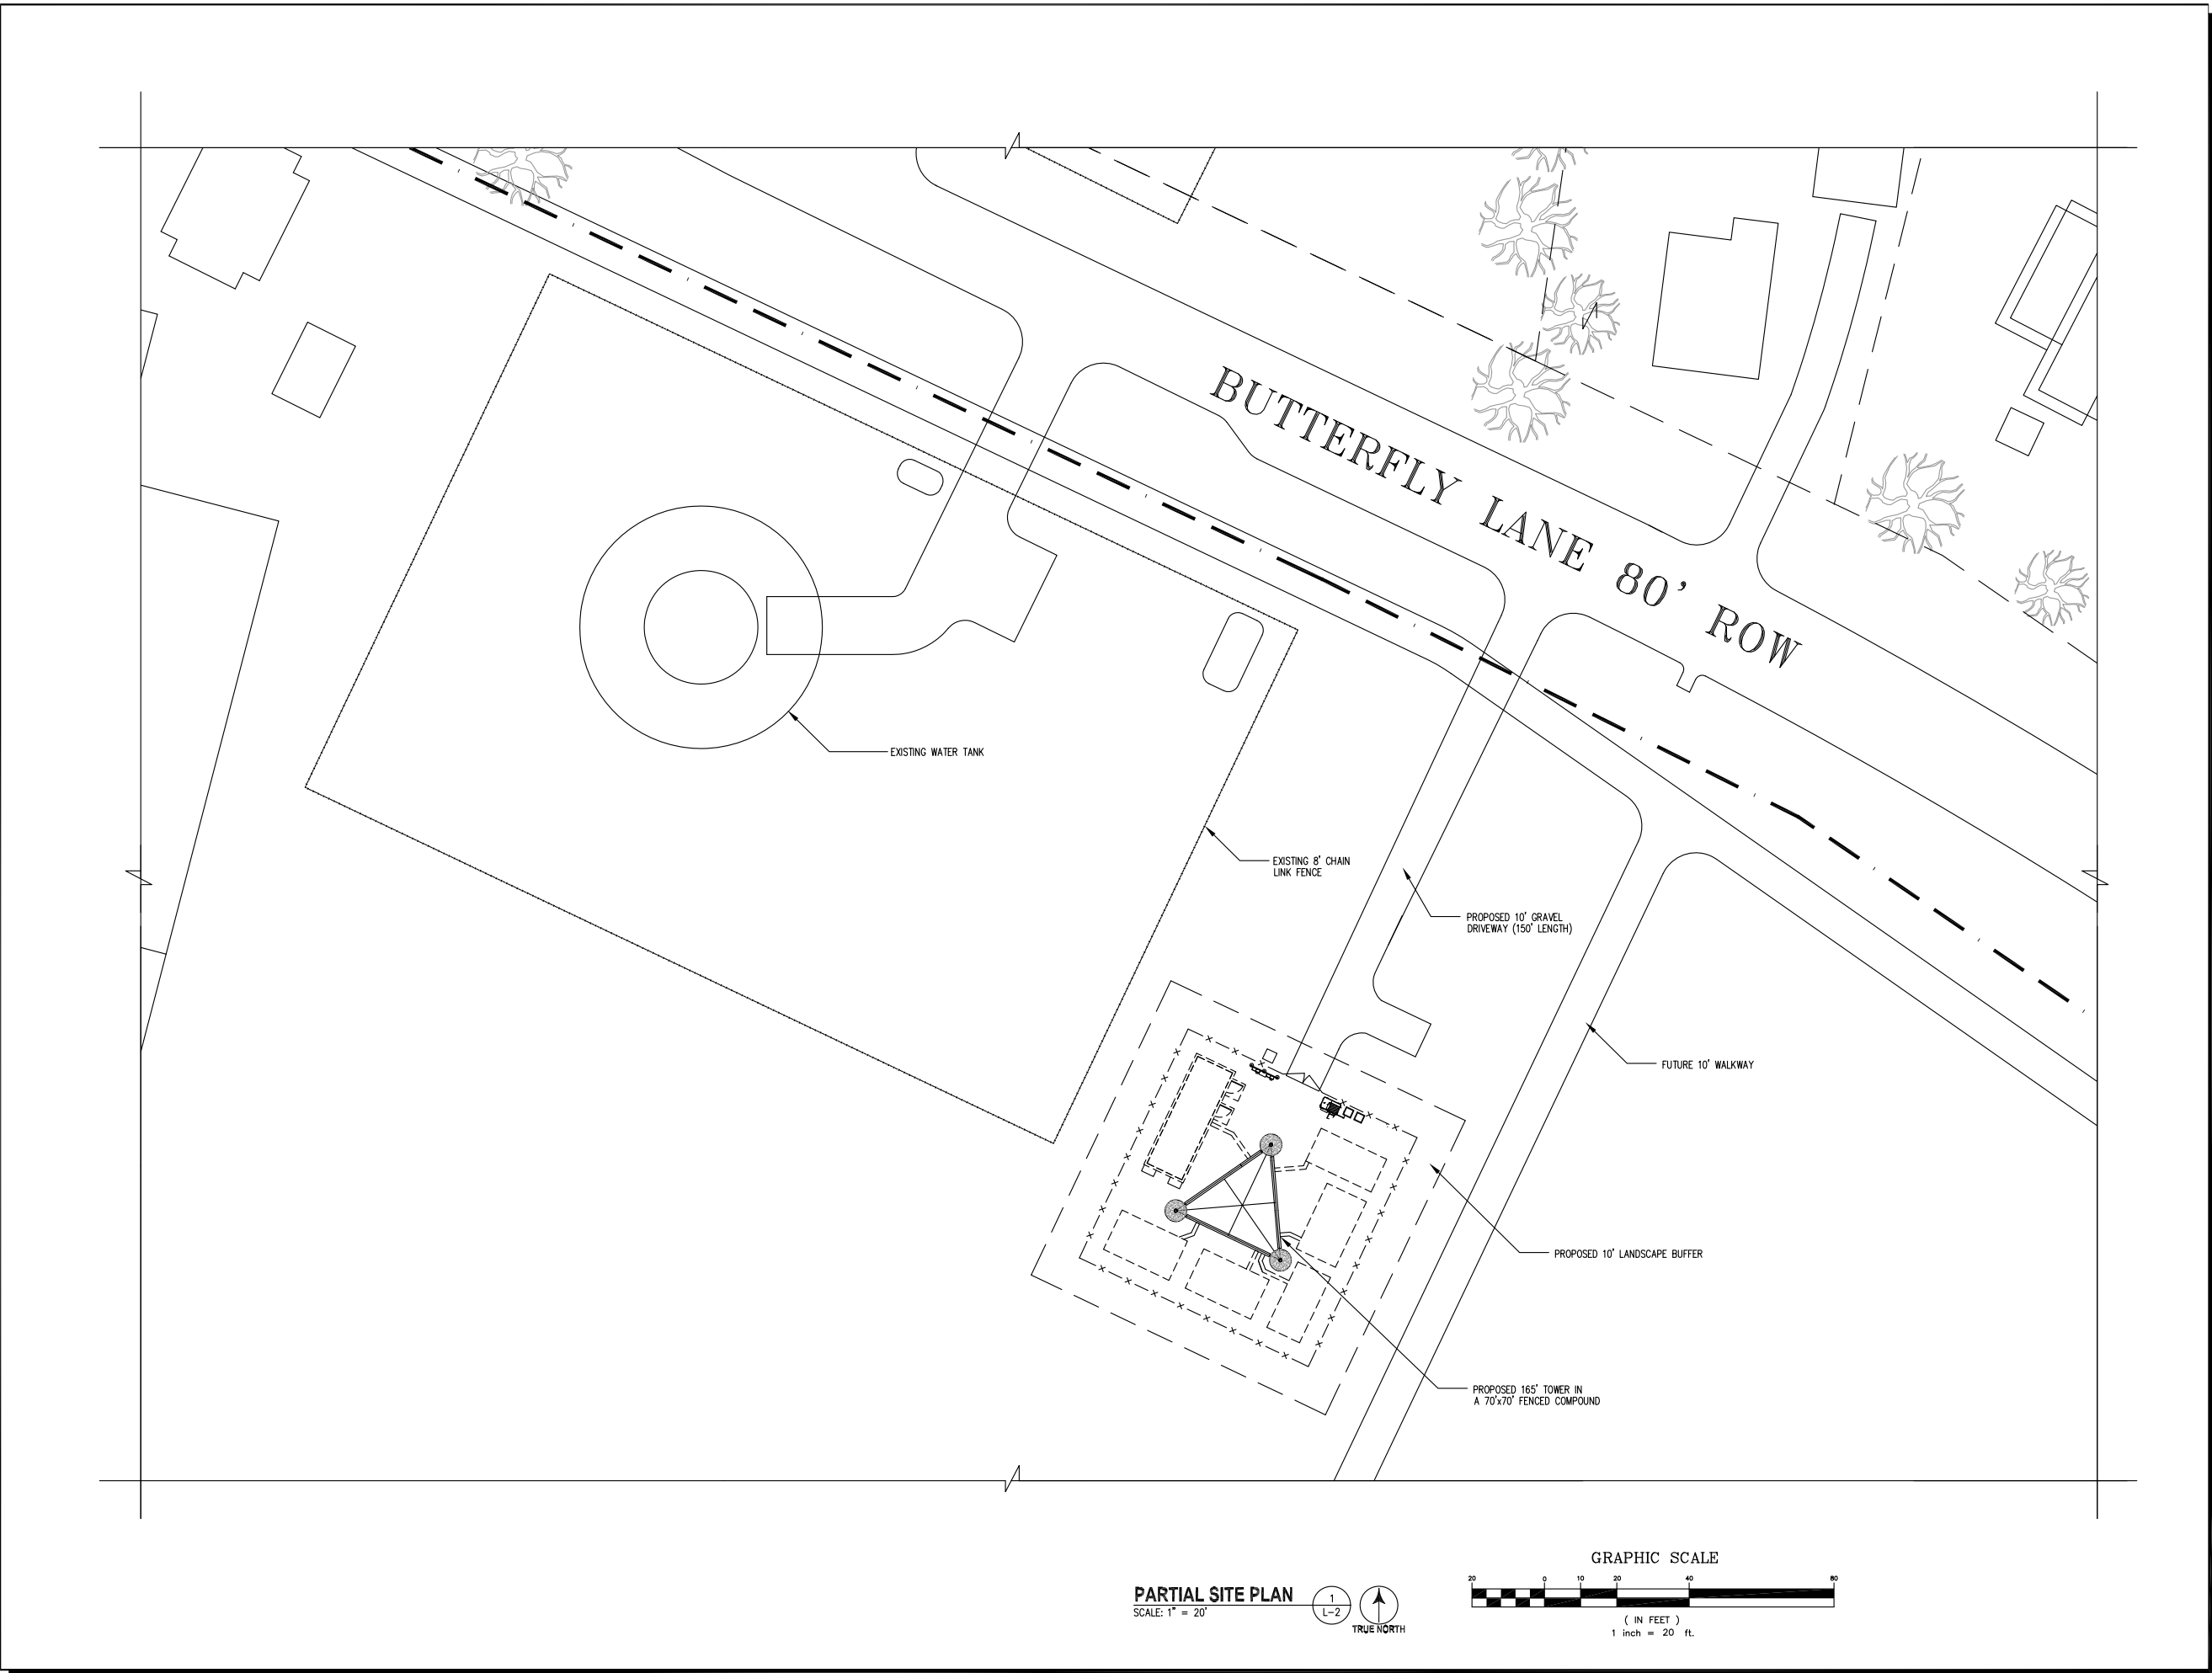 BUTTERFLY LANE 80' ROW
EXISTING WATER TANK
EXISTING 8' CHAIN
LINK FENCE
PROPOSED 10' GRAVEL
DRIVEWAY (150' LENGTH)
FUTURE 10' WALKWAY
PROPOSED 10' LANDSCAPE BUFFER
PROPOSED 165' TOWER IN
A 70'x70' FENCED COMPOUND
PARTIAL SITE PLAN
SCALE: 1" = 20'
1
L-2
TRUE NORTH
GRAPHIC SCALE
20 0 10 20 40 80
( IN FEET )
1 inch = 20 ft.